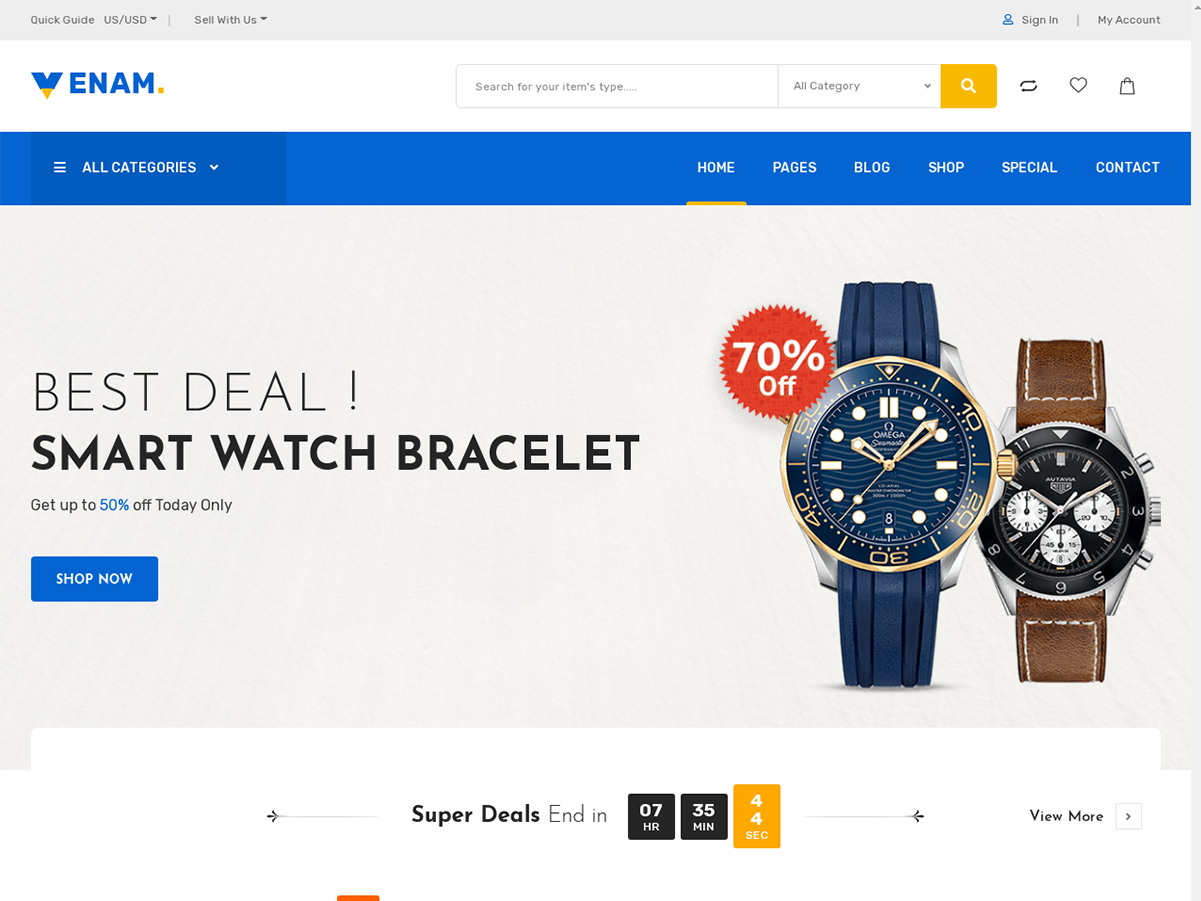 Quick Guide US/USD | Sell With Us
Sign In | My Account
ENAM.
Search for your item's type.....
All Category
ALL CATEGORIES
HOME PAGES BLOG SHOP SPECIAL CONTACT
BEST DEAL !
SMART WATCH BRACELET
Get up to 50% off Today Only
SHOP NOW
70%
Off
OMEGA
Seamaster
AUTAVIA
HEUER
Super Deals End in
07
HR
35
MIN
4
4
SEC
View More